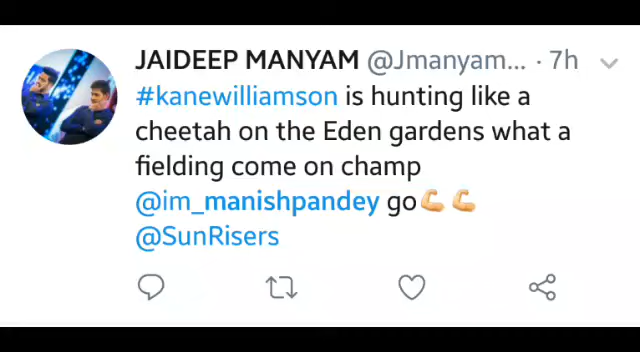 JAIDEEP MANYAM @Jmanyam... · 7h
#kanewilliamson is hunting like a
cheetah on the Eden gardens what a
fielding come on champ
@im_manishpandey go💪🏼 💪🏼
@SunRisers